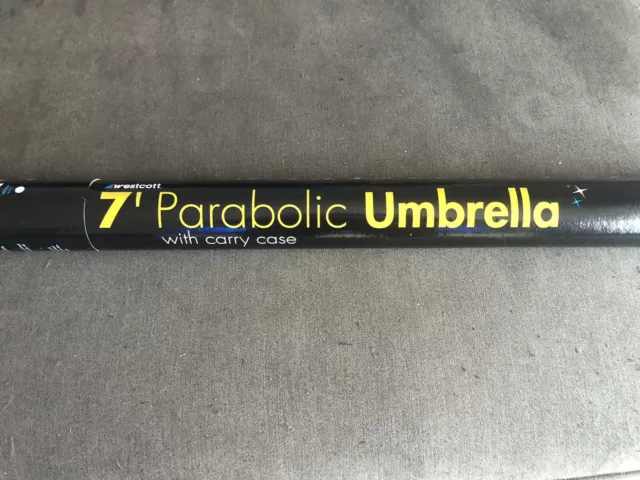 westcott
7' Parabolic Umbrella
with carry case